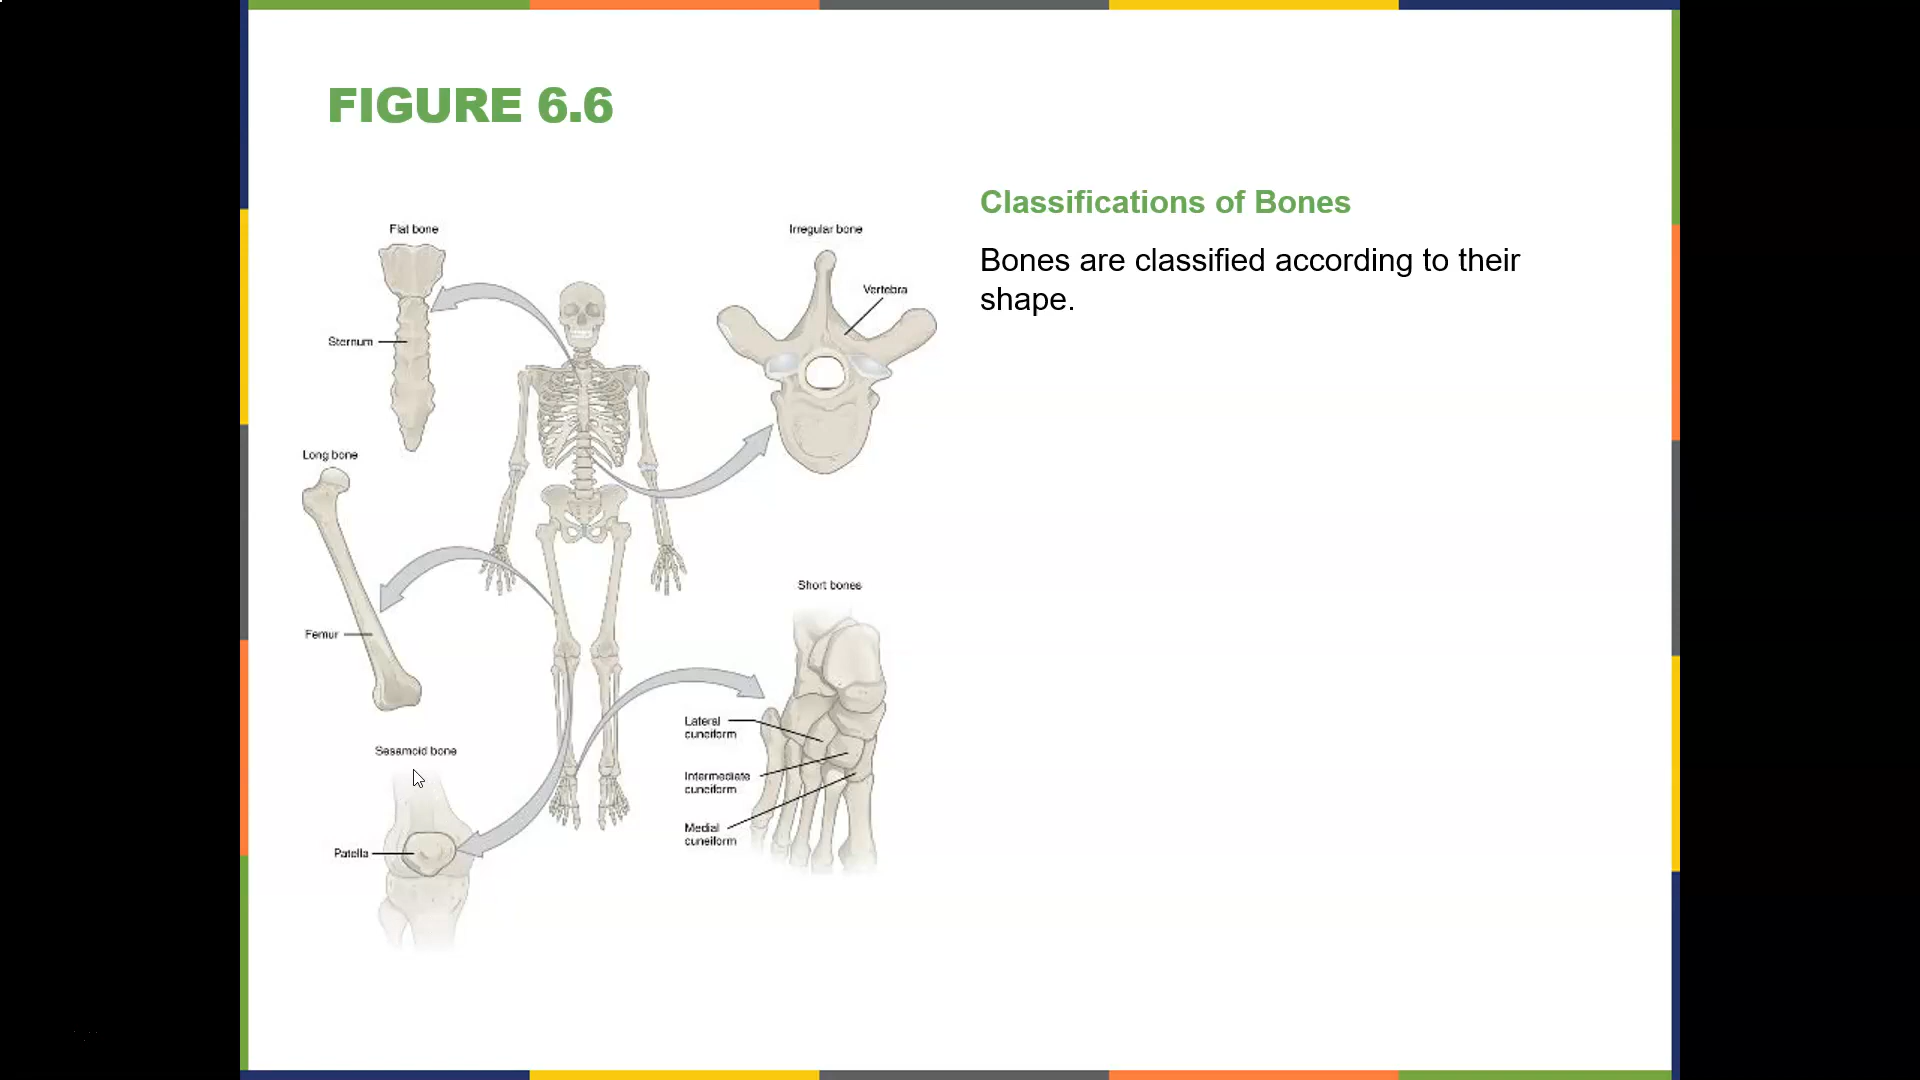 FIGURE 6.6
Classifications of Bones
Bones are classified according to their
shape.
Flat bone
Sternum
Irregular bone
Vertebra
Long bone
Femur
Short bones
Lateral
cuneiform
Intermediate
cuneiform
Medial
cuneiform
Sesamoid bone
Patella